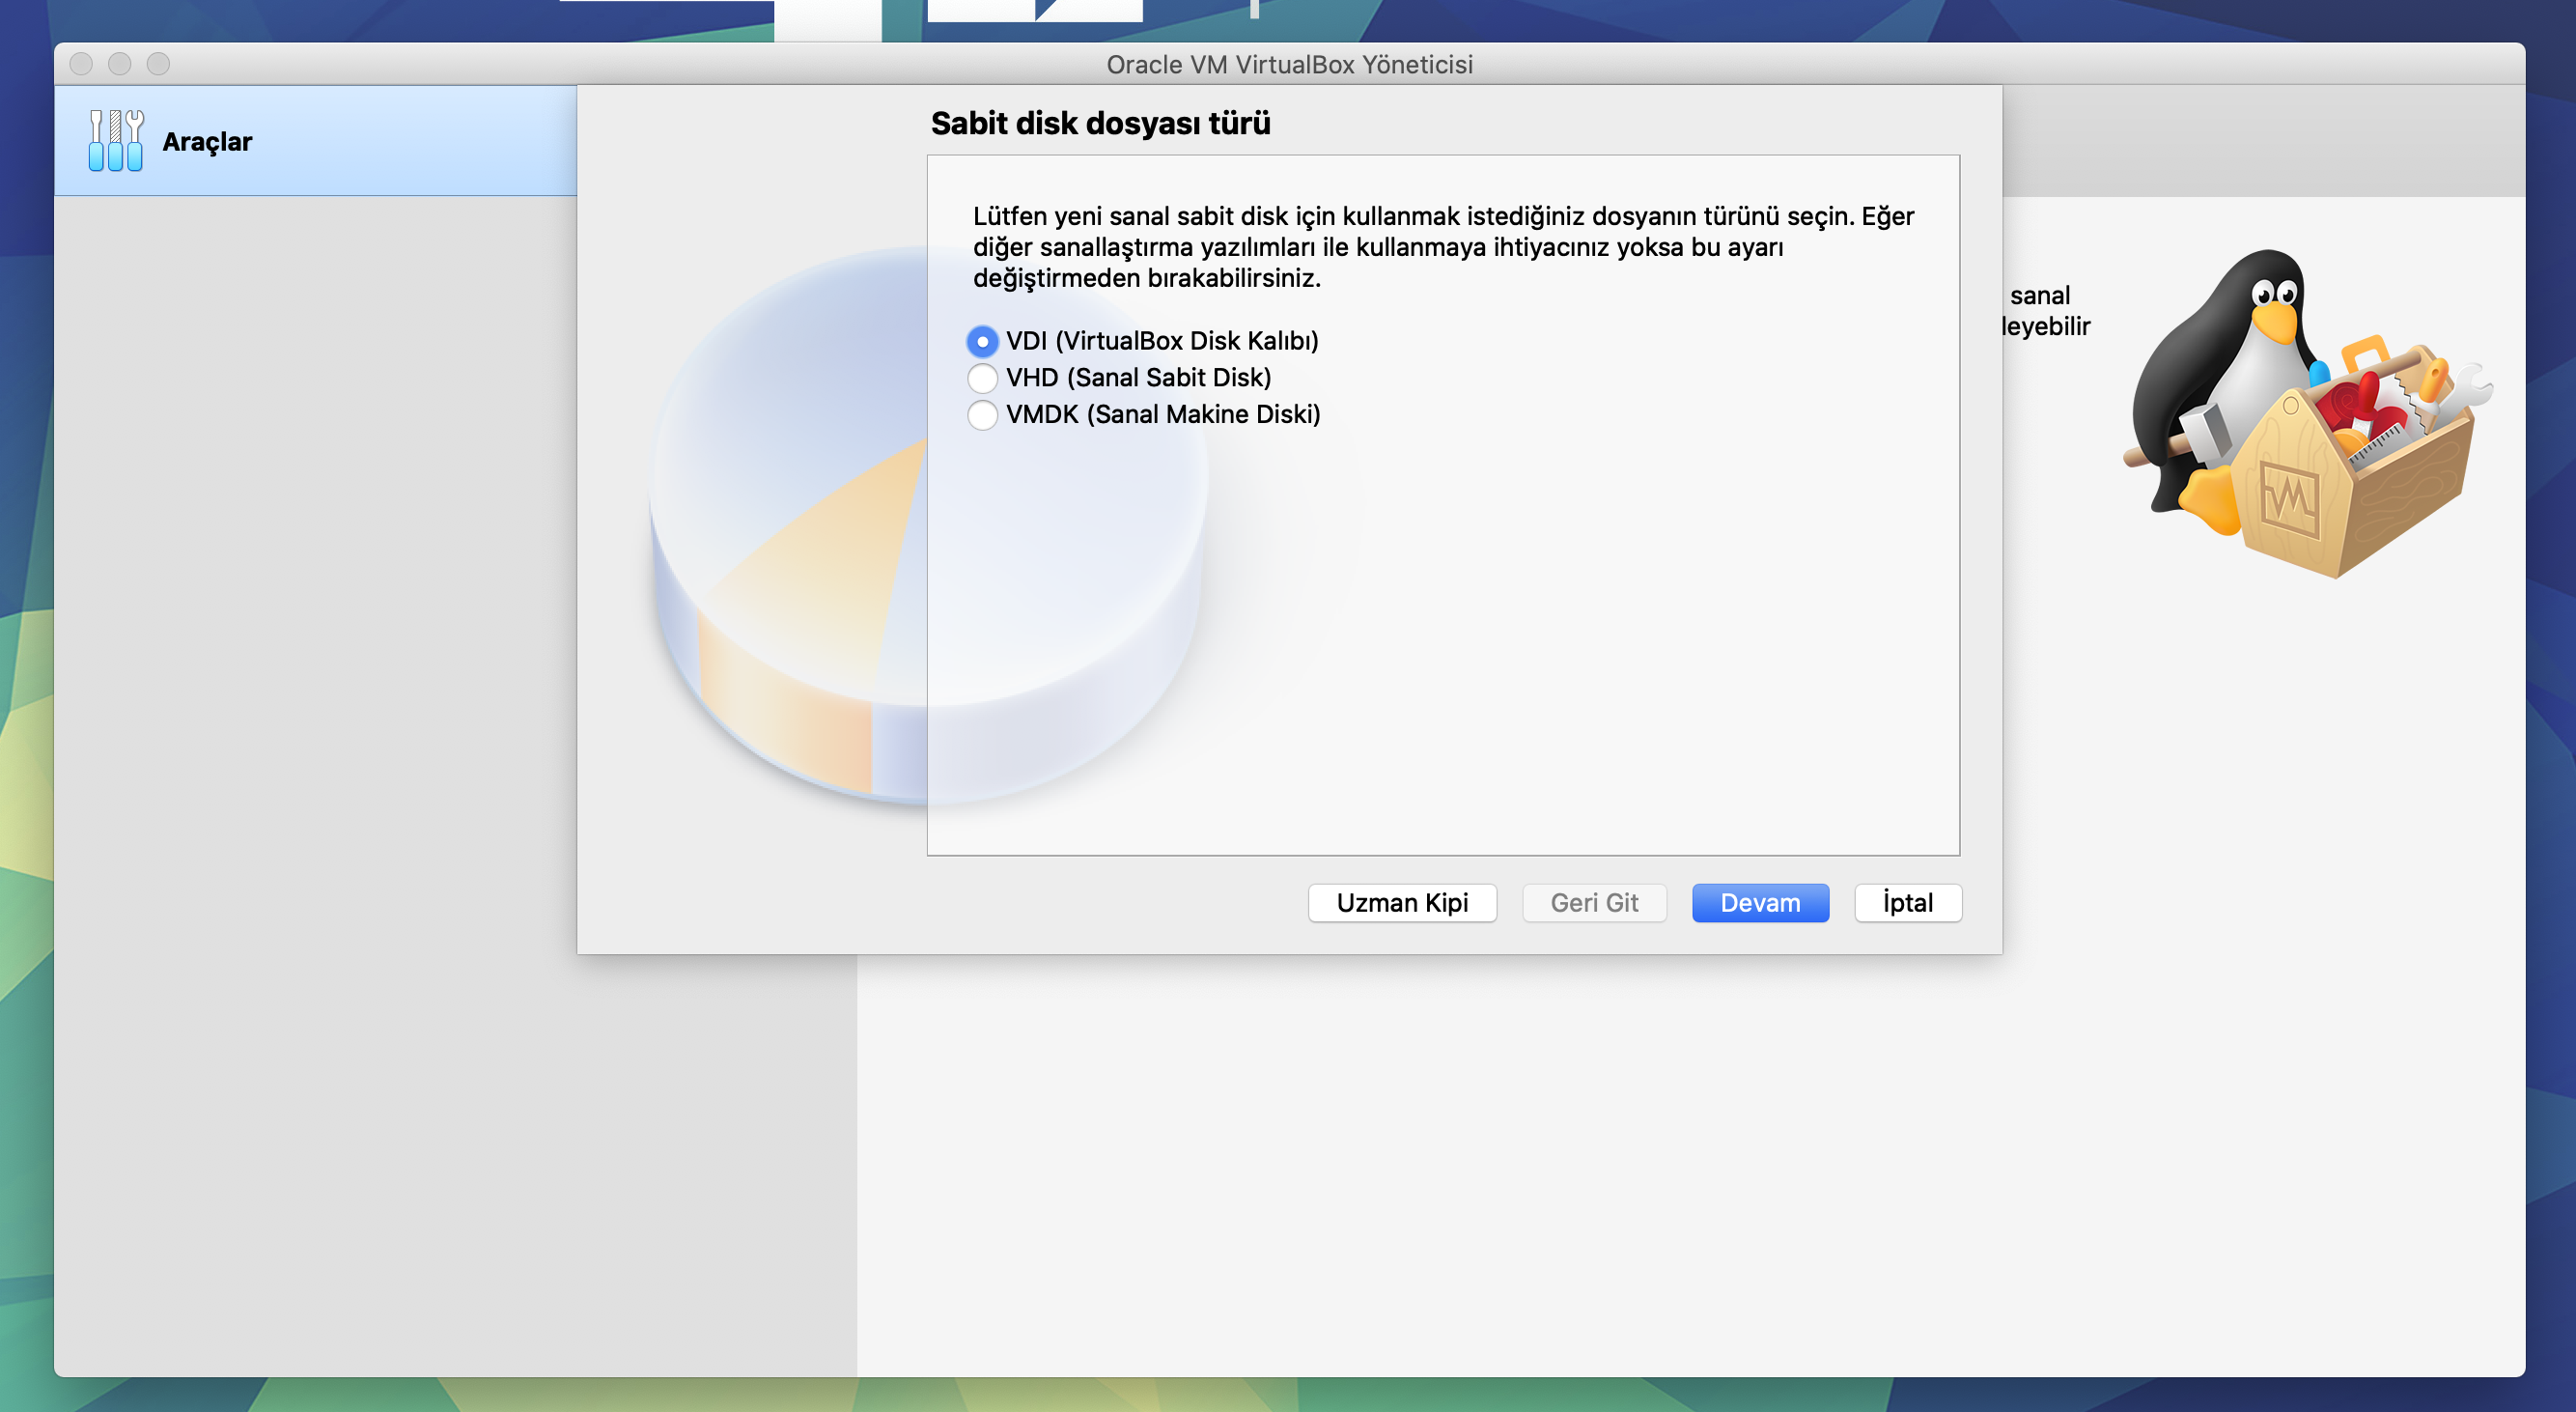 Oracle VM VirtualBox Yöneticisi
Araçlar
Sabit disk dosyası türü
Lütfen yeni sanal sabit disk için kullanmak istediğiniz dosyanın türünü seçin. Eğer
diğer sanallaştırma yazılımları ile kullanmaya ihtiyacınız yoksa bu ayarı
değiştirmeden bırakabilirsiniz.
VDI (VirtualBox Disk Kalıbı)
VHD (Sanal Sabit Disk)
VMDK (Sanal Makine Diski)
sanal
leyebilir
Uzman Kipi
Geri Git
Devam
İptal